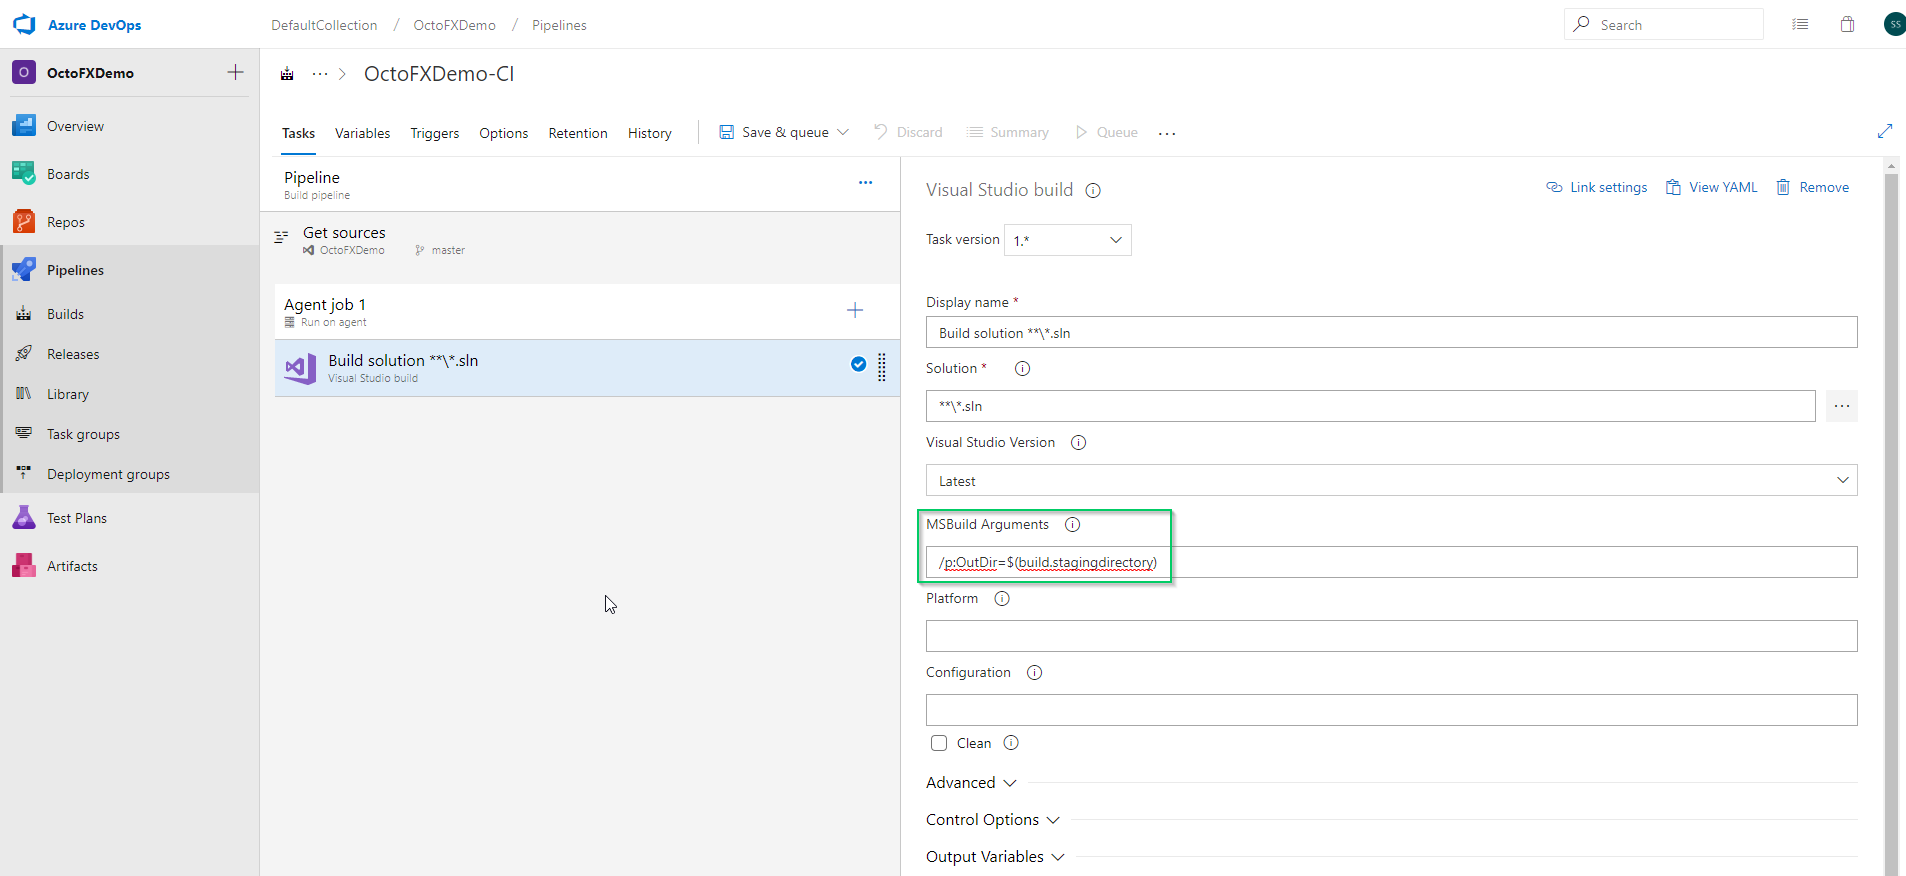 Azure DevOps
DefaultCollection / OctoFXDemo / Pipelines
Search
SS
O OctoFXDemo
Overview
Boards
Repos
Pipelines
Builds
Releases
Library
Task groups
Deployment groups
Test Plans
Artifacts
··· > OctoFXDemo-CI
Tasks Variables Triggers Options Retention History Save & queue Discard Summary Queue ···
Pipeline
Build pipeline
Get sources
OctoFXDemo master
Agent job 1
Run on agent
Build solution **\*.sln
Visual Studio build
Visual Studio build
Link settings View YAML Remove
Task version 1.*
Display name *
Build solution **\*.sln
Solution *
**\*.sln
Visual Studio Version
Latest
MSBuild Arguments
/p:OutDir=$(build.stagingdirectory)
Platform
Configuration
Clean
Advanced
Control Options
Output Variables